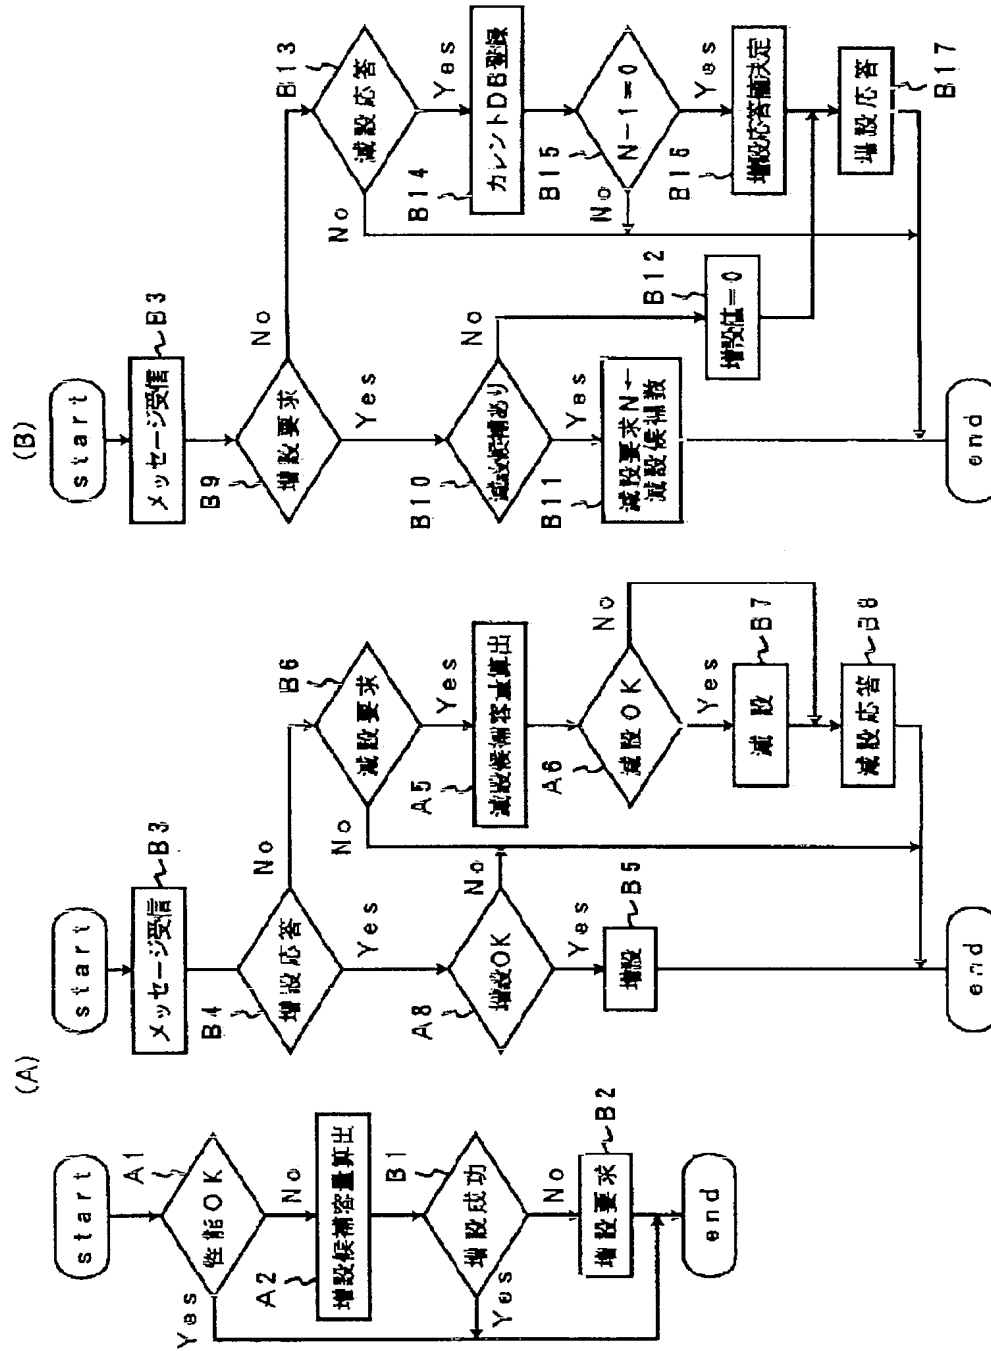 (A)
start
A1
性能OK
Yes
No
A2
増設候補容量算出
B1
増設成功
Yes
No
増設要求
B2
end
start
メッセージ受信
B3
B4
増設応答
No
Yes
A8
増設OK
No
Yes
増設
B5
B6
減設要求
No
Yes
A5
減設候補容量算出
A6
減設OK
No
Yes
減設
B7
減設応答
B8
end
(B)
start
メッセージ受信
B3
B9
増設要求
No
Yes
B10
減設候補あり
No
Yes
B11
減設要求N←
減設候補数
B12
増設値=0
B13
減設応答
No
Yes
B14
カレントDB登録
B15
N-1=0
No
Yes
B16
増設応答値決定
増設応答
B17
end